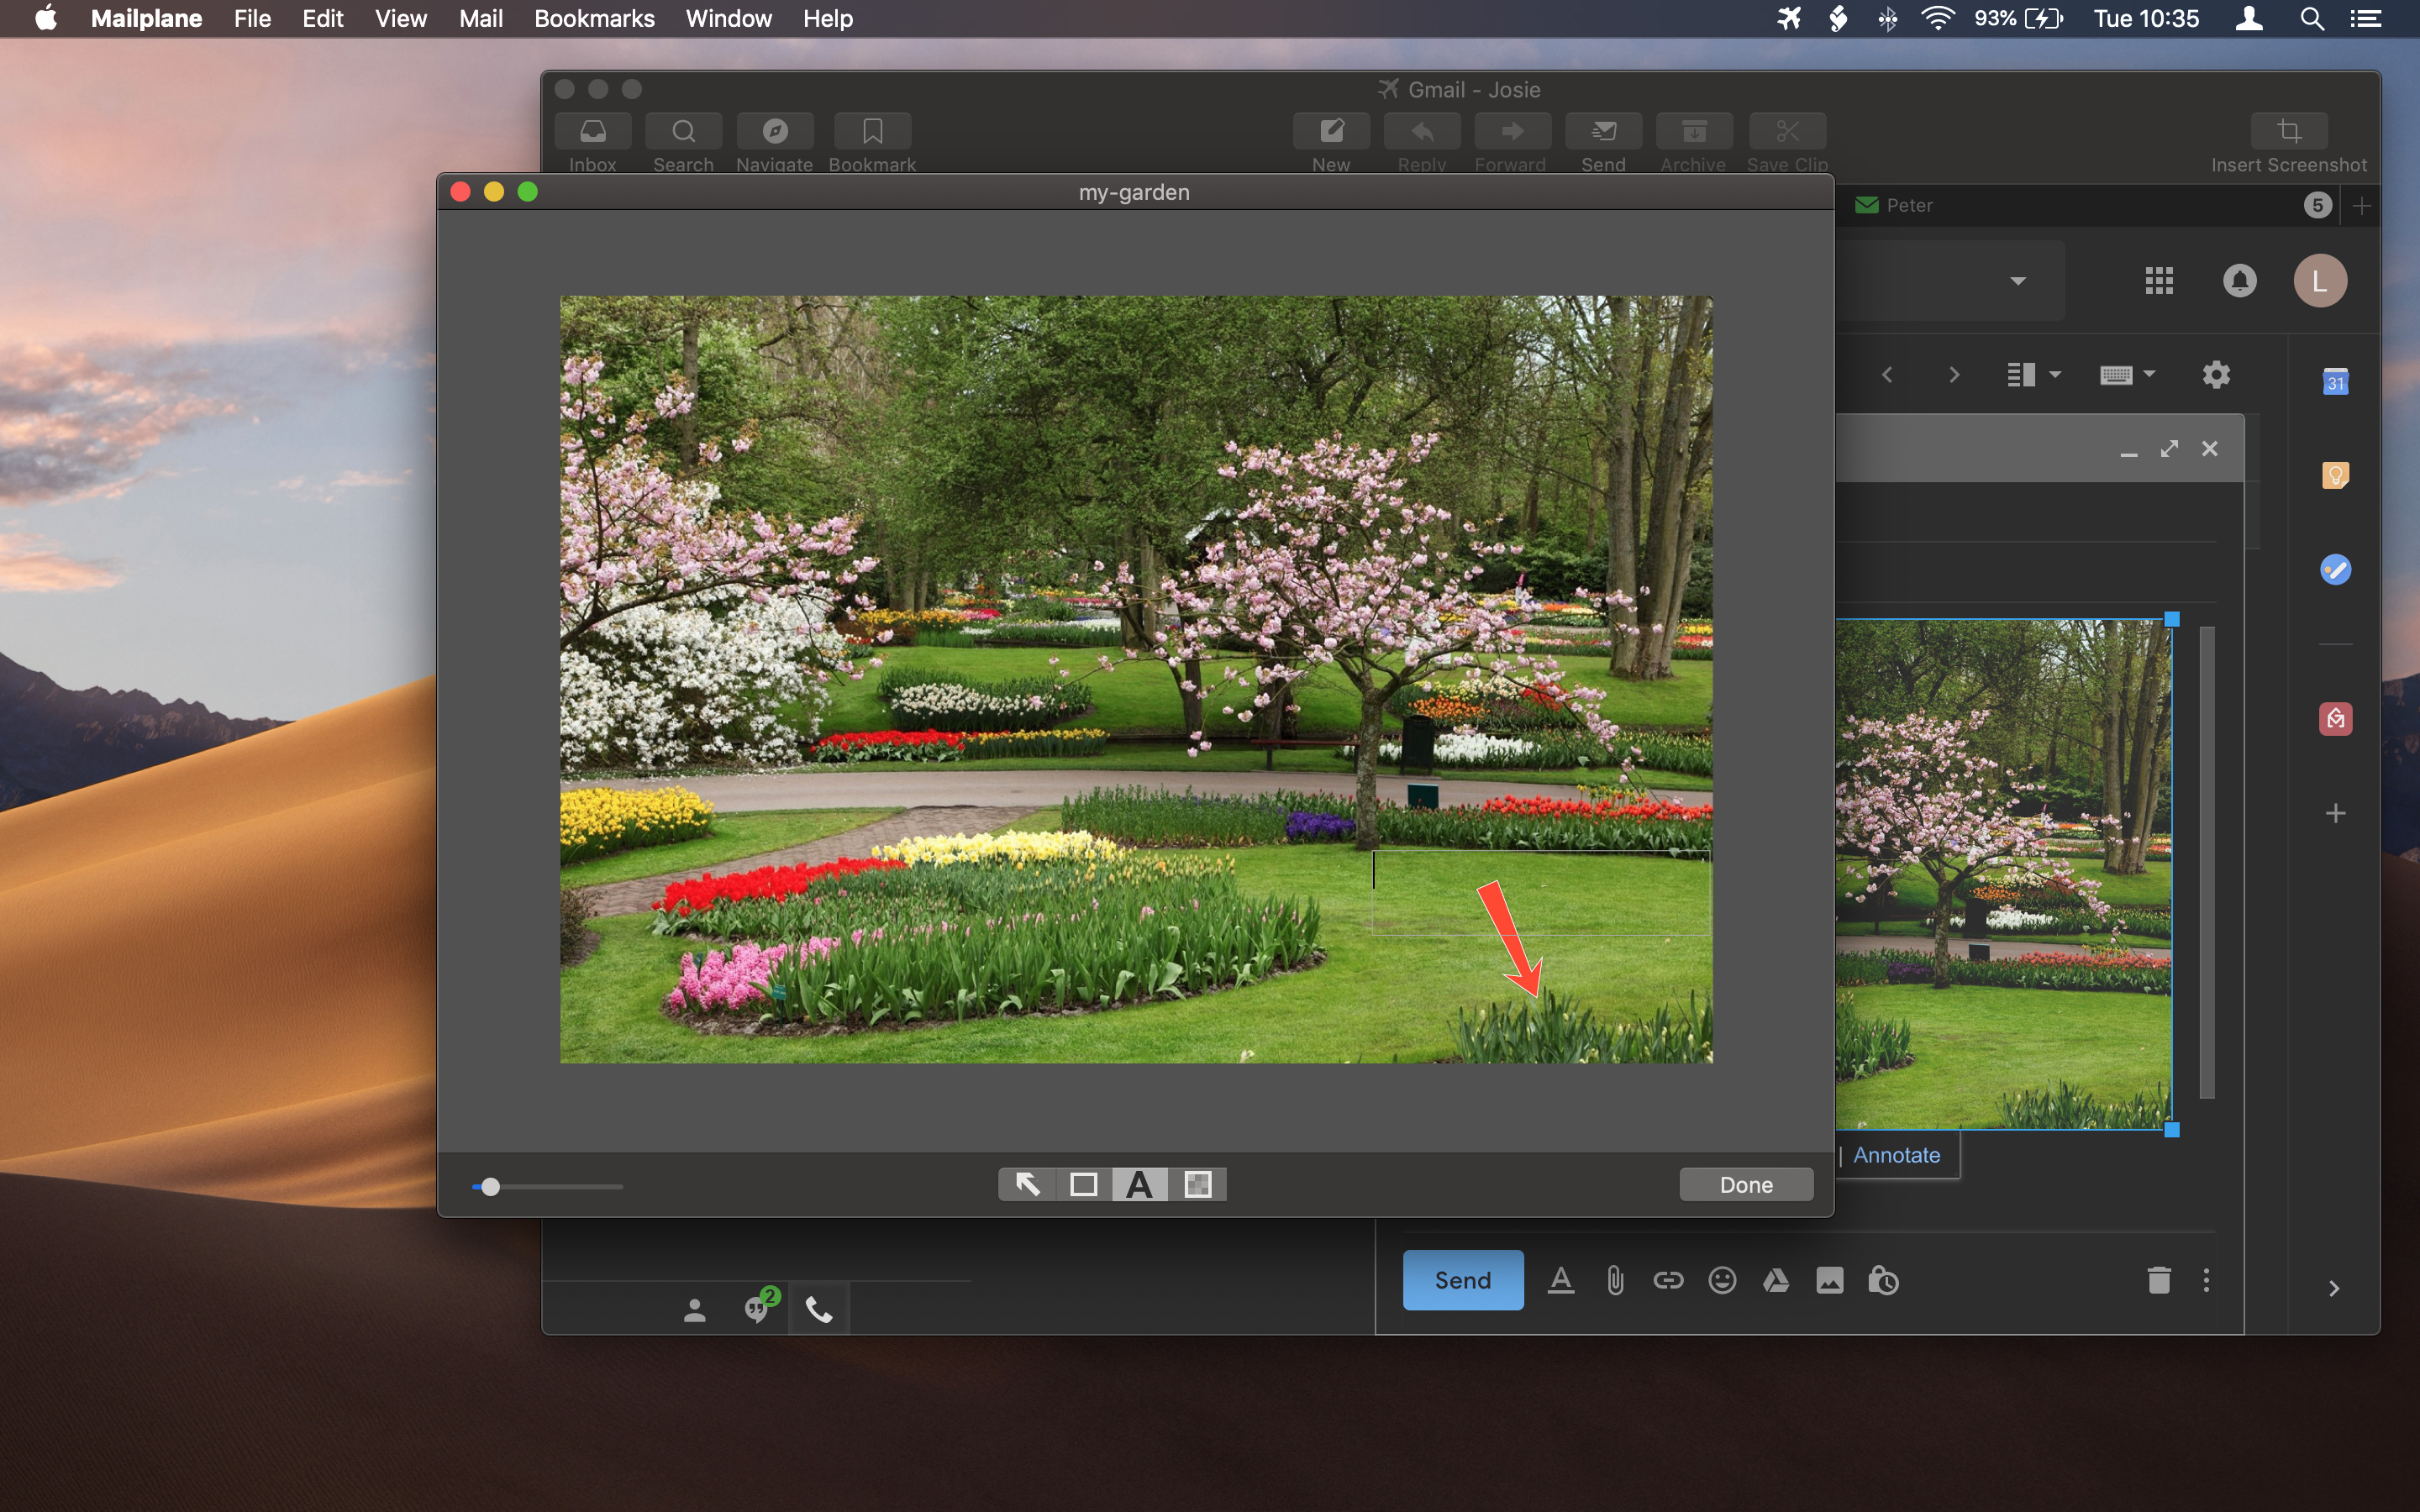 Mailplane File Edit View Mail Bookmarks Window Help 93% Tue 10:35
Gmail - Josie
Inbox Search Navigate Bookmark New Reply Forward Send Archive Save Clip Insert Screenshot
my-garden
Peter 5
L
31
| Annotate
A Done
Send
2